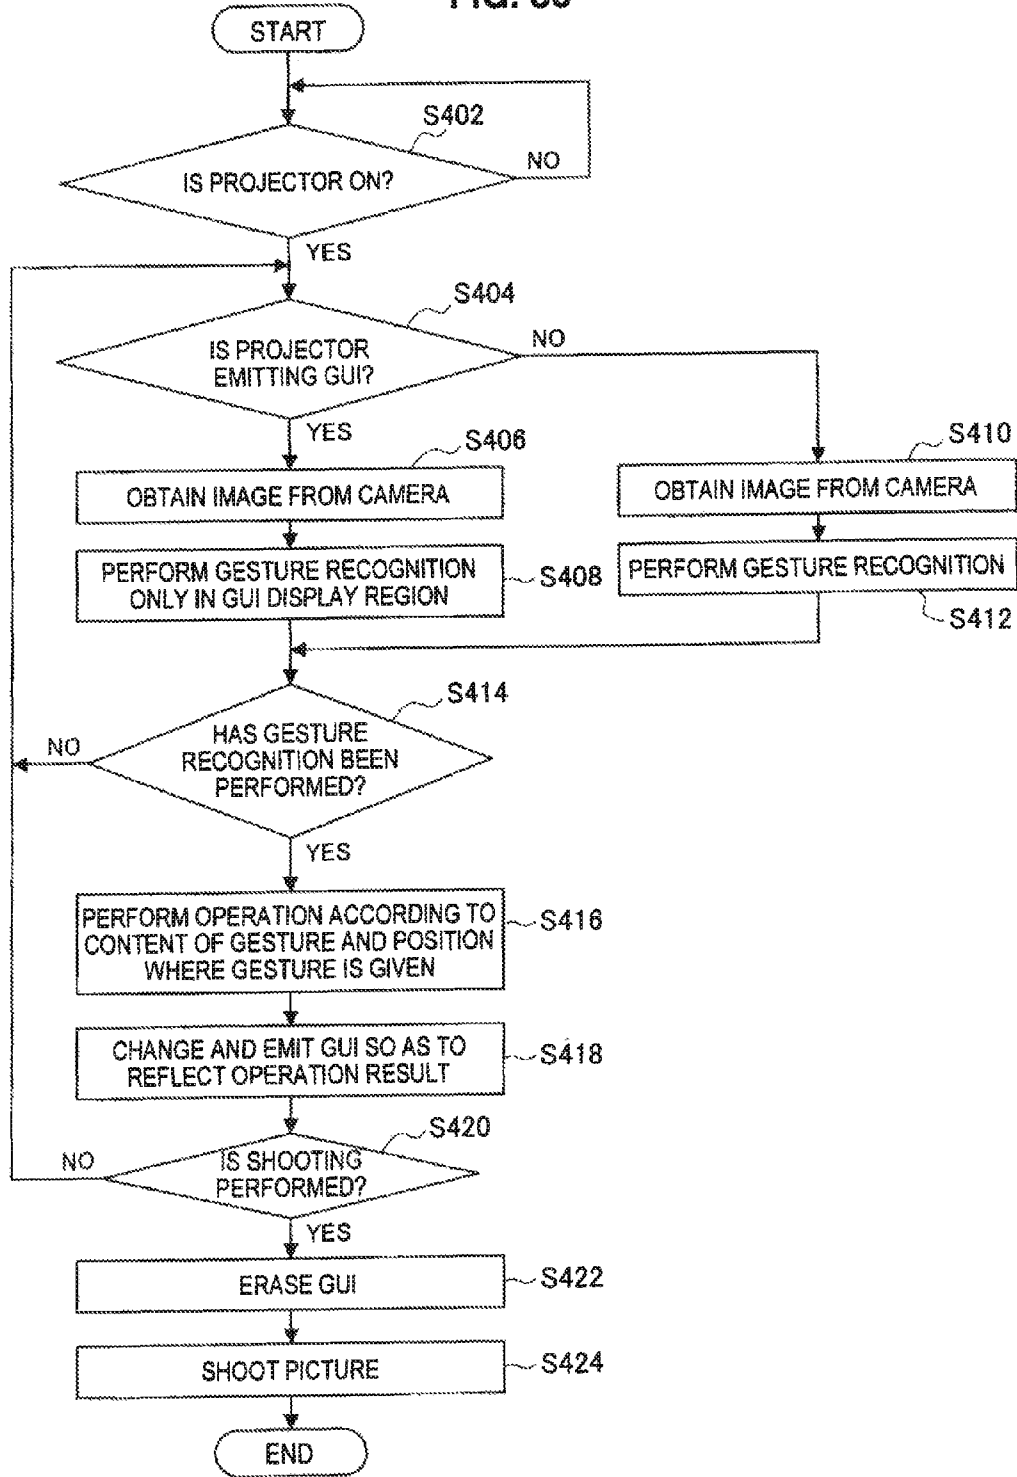 START
S402
IS PROJECTOR ON?
NO
YES
S404
IS PROJECTOR
EMITTING GUI?
NO
YES
S406
OBTAIN IMAGE FROM CAMERA
S410
OBTAIN IMAGE FROM CAMERA
PERFORM GESTURE RECOGNITION
ONLY IN GUI DISPLAY REGION
S408
PERFORM GESTURE RECOGNITION
S412
S414
HAS GESTURE
RECOGNITION BEEN
PERFORMED?
NO
YES
PERFORM OPERATION ACCORDING TO
CONTENT OF GESTURE AND POSITION
WHERE GESTURE IS GIVEN
S416
CHANGE AND EMIT GUI SO AS TO
REFLECT OPERATION RESULT
S418
S420
IS SHOOTING
PERFORMED?
NO
YES
ERASE GUI
S422
SHOOT PICTURE
S424
END